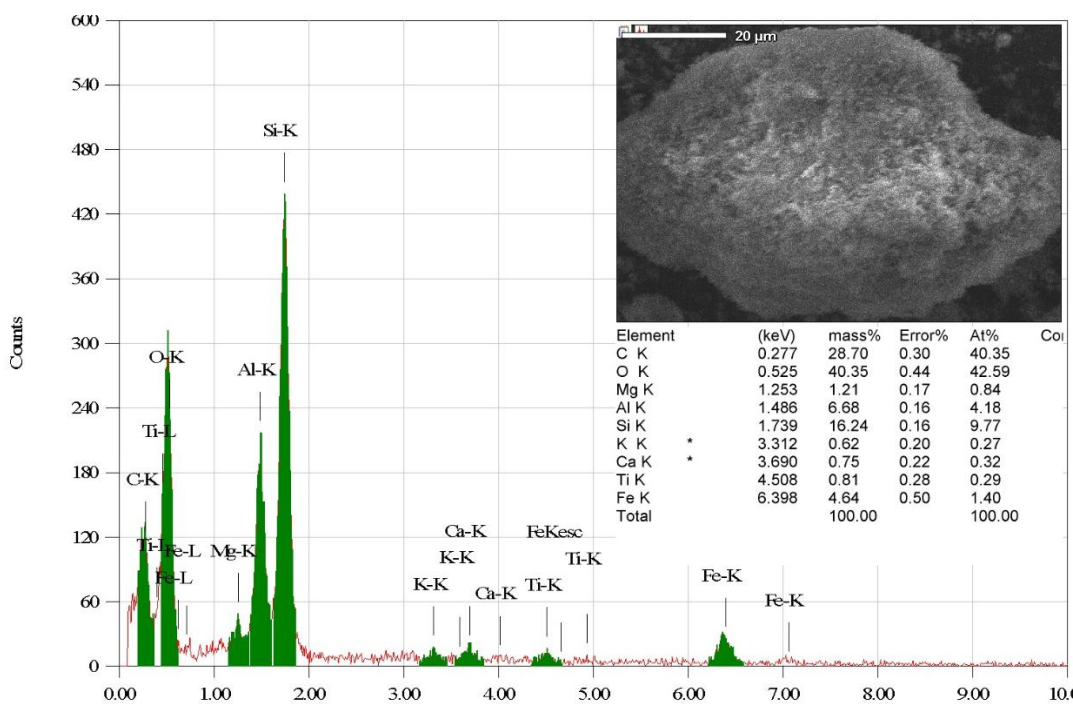 600
540
480
420
360
300
240
180
120
60
0
Counts
Si-K
O-K
Al-K
Ti-L
C-K
Ti-L
Fe-L
Fe-L
Mg-K
Ca-K
K-K
K-K
Ca-K
FeKesc
Ti-K
Ti-K
Fe-K
Fe-K
0.00 1.00 2.00 3.00 4.00 5.00 6.00 7.00 8.00 9.00 10.0
20 µm
Element (keV) mass% Error% At%
C K 0.277 28.70 0.30 40.35
O K 0.525 40.35 0.44 42.59
Mg K 1.253 1.21 0.17 0.84
Al K 1.486 6.68 0.16 4.18
Si K 1.739 16.24 0.16 9.77
K K * 3.312 0.62 0.20 0.27
Ca K * 3.690 0.75 0.22 0.32
Ti K 4.508 0.81 0.28 0.29
Fe K 6.398 4.64 0.50 1.40
Total 100.00 100.00